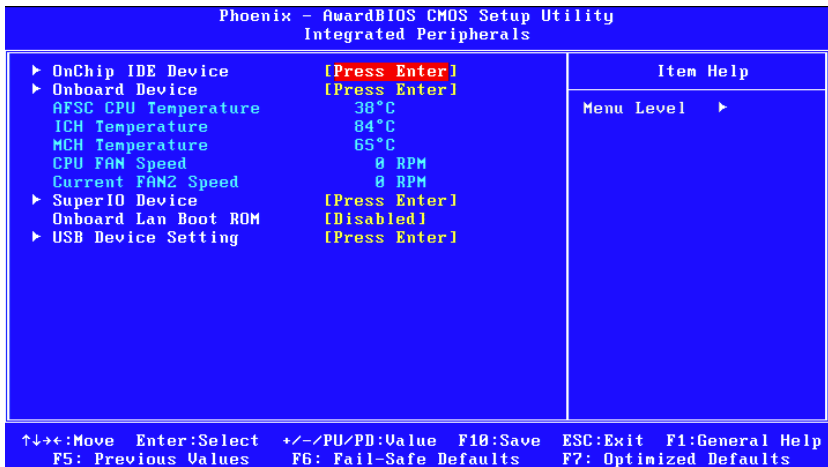 Phoenix - AwardBIOS CMOS Setup Utility
Integrated Peripherals
▶ OnChip IDE Device [Press Enter]
▶ Onboard Device [Press Enter]
AFSC CPU Temperature 38°C
ICH Temperature 84°C
MCH Temperature 65°C
CPU FAN Speed 0 RPM
Current FAN2 Speed 0 RPM
▶ SuperIO Device [Press Enter]
Onboard Lan Boot ROM [Disabled]
▶ USB Device Setting [Press Enter]
Item Help
Menu Level ▶
↑↓→←:Move Enter:Select +/-/PU/PD:Value F10:Save ESC:Exit F1:General Help
F5: Previous Values F6: Fail-Safe Defaults F7: Optimized Defaults